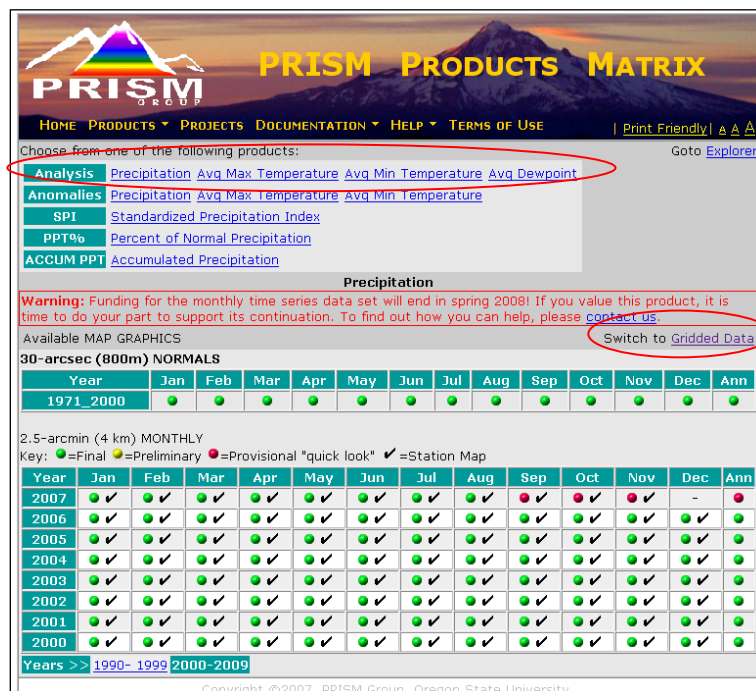 PRISM PRODUCTS MATRIX
PRISM
GROUP
HOME PRODUCTS PROJECTS DOCUMENTATION HELP TERMS OF USE | Print Friendly| A A A
Choose from one of the following products: Goto Explorer
Analysis Precipitation Avg Max Temperature Avg Min Temperature Avg Dewpoint
Anomalies Precipitation Avg Max Temperature Avg Min Temperature
SPI Standardized Precipitation Index
PPT% Percent of Normal Precipitation
ACCUM PPT Accumulated Precipitation
Precipitation
Warning: Funding for the monthly time series data set will end in spring 2008! If you value this product, it is
time to do your part to support its continuation. To find out how you can help, please contact us.
Available MAP GRAPHICS Switch to Gridded Data
30-arcsec (800m) NORMALS
Year Jan Feb Mar Apr May Jun Jul Aug Sep Oct Nov Dec Ann
1971_2000
2.5-arcmin (4 km) MONTHLY
Key: =Final =Preliminary =Provisional "quick look" ✔=Station Map
Year Jan Feb Mar Apr May Jun Jul Aug Sep Oct Nov Dec Ann
2007 ✔ ✔ ✔ ✔ ✔ ✔ ✔ ✔ ✔ ✔ ✔ -
2006 ✔ ✔ ✔ ✔ ✔ ✔ ✔ ✔ ✔ ✔ ✔ ✔
2005 ✔ ✔ ✔ ✔ ✔ ✔ ✔ ✔ ✔ ✔ ✔ ✔
2004 ✔ ✔ ✔ ✔ ✔ ✔ ✔ ✔ ✔ ✔ ✔ ✔
2003 ✔ ✔ ✔ ✔ ✔ ✔ ✔ ✔ ✔ ✔ ✔ ✔
2002 ✔ ✔ ✔ ✔ ✔ ✔ ✔ ✔ ✔ ✔ ✔ ✔
2001 ✔ ✔ ✔ ✔ ✔ ✔ ✔ ✔ ✔ ✔ ✔ ✔
2000 ✔ ✔ ✔ ✔ ✔ ✔ ✔ ✔ ✔ ✔ ✔ ✔
Years >> 1990- 1999 2000-2009
Copyright ©2007, PRISM Group, Oregon State University